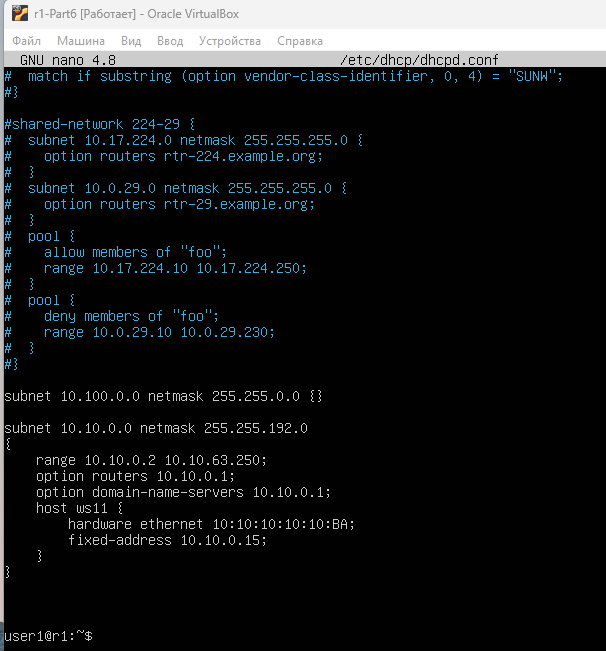 r1-Part6 [Работает] - Oracle VirtualBox
Файл Машина Вид Ввод Устройства Справка
GNU nano 4.8 /etc/dhcp/dhcpd.conf
#  match if substring (option vendor-class-identifier, 0, 4) = "SUNW";
#}

#shared-network 224-29 {
#  subnet 10.17.224.0 netmask 255.255.255.0 {
#    option routers rtr-224.example.org;
#  }
#  subnet 10.0.29.0 netmask 255.255.255.0 {
#    option routers rtr-29.example.org;
#  }
#  pool {
#    allow members of "foo";
#    range 10.17.224.10 10.17.224.250;
#  }
#  pool {
#    deny members of "foo";
#    range 10.0.29.10 10.0.29.230;
#  }
#}

subnet 10.100.0.0 netmask 255.255.0.0 {}

subnet 10.10.0.0 netmask 255.255.192.0
{
    range 10.10.0.2 10.10.63.250;
    option routers 10.10.0.1;
    option domain-name-servers 10.10.0.1;
    host ws11 {
        hardware ethernet 10:10:10:10:10:BA;
        fixed-address 10.10.0.15;
    }
}

user1@r1:~$